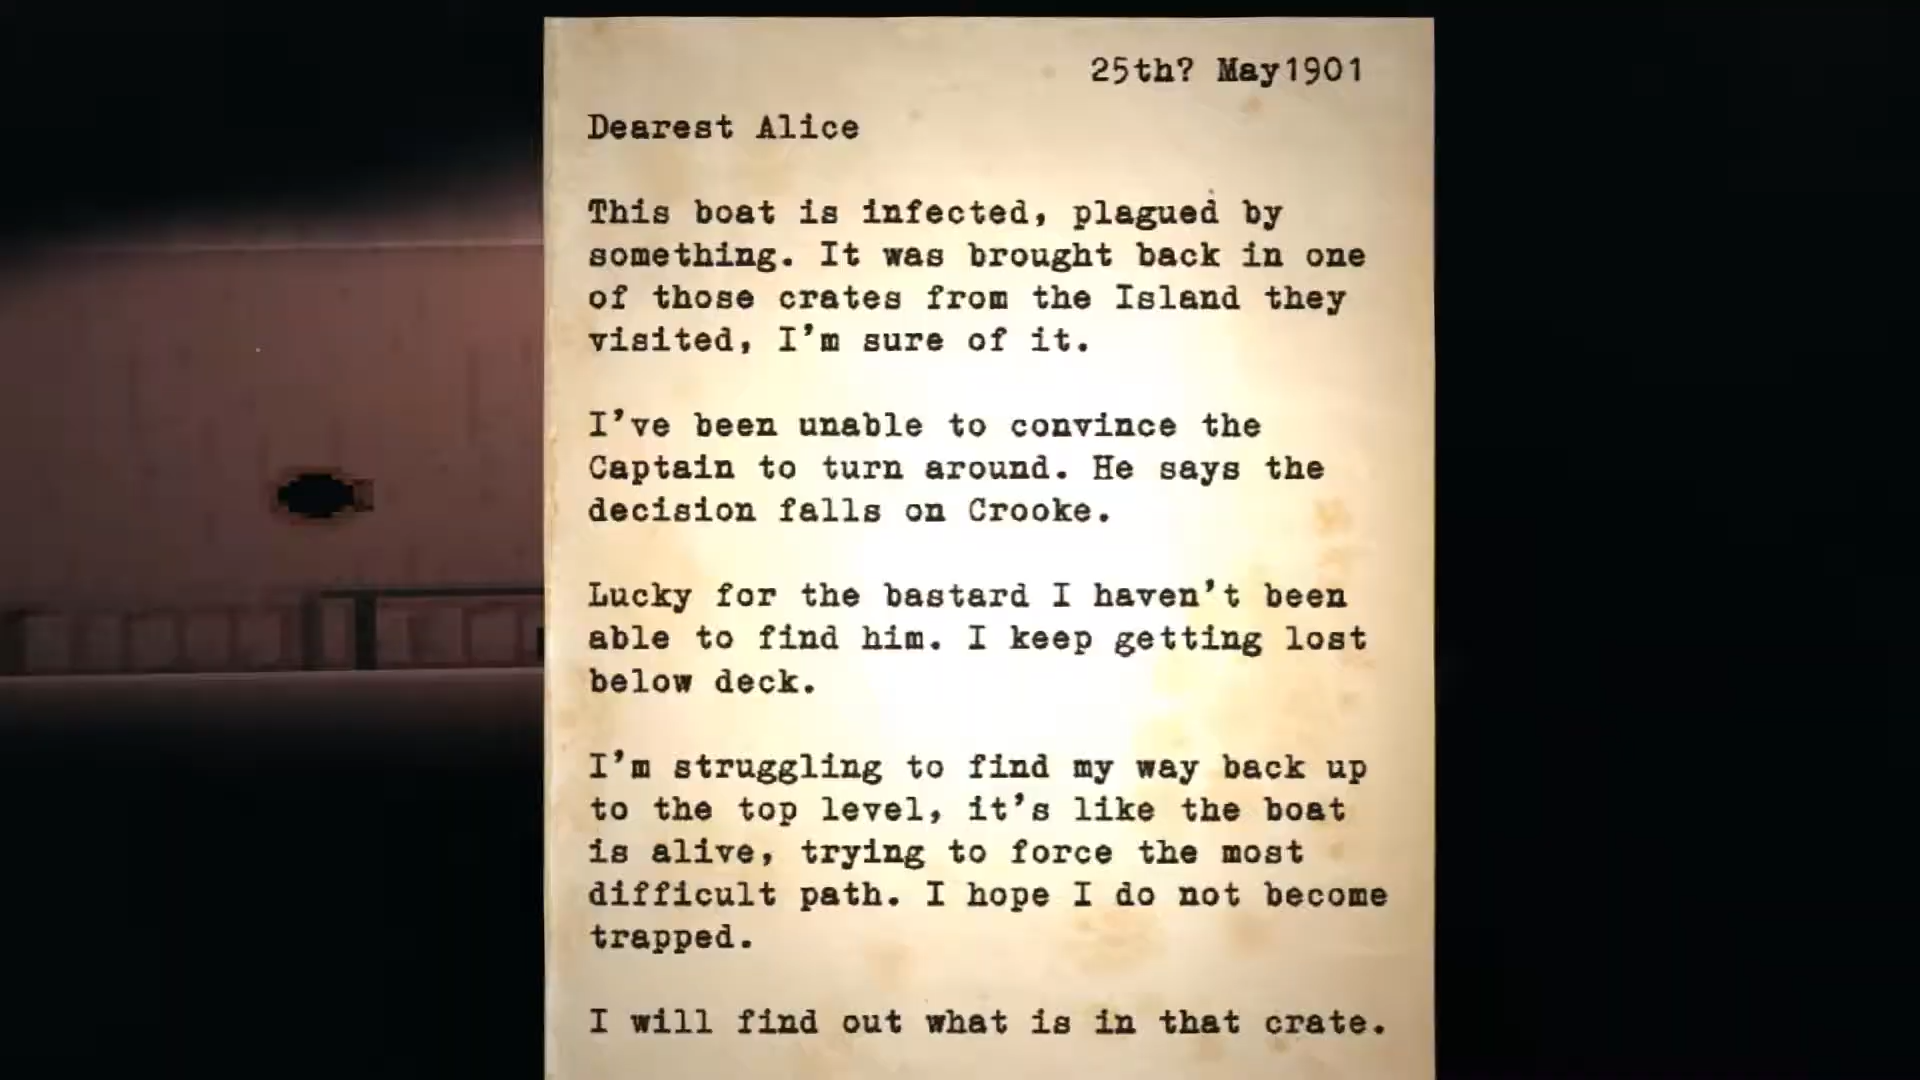 25th? May1901
Dearest Alice
This boat is infected, plagued by
something. It was brought back in one
of those crates from the Island they
visited, I'm sure of it.
I've been unable to convince the
Captain to turn around. He says the
decision falls on Crooke.
Lucky for the bastard I haven't been
able to find him. I keep getting lost
below deck.
I'm struggling to find my way back up
to the top level, it's like the boat
is alive, trying to force the most
difficult path. I hope I do not become
trapped.
I will find out what is in that crate.